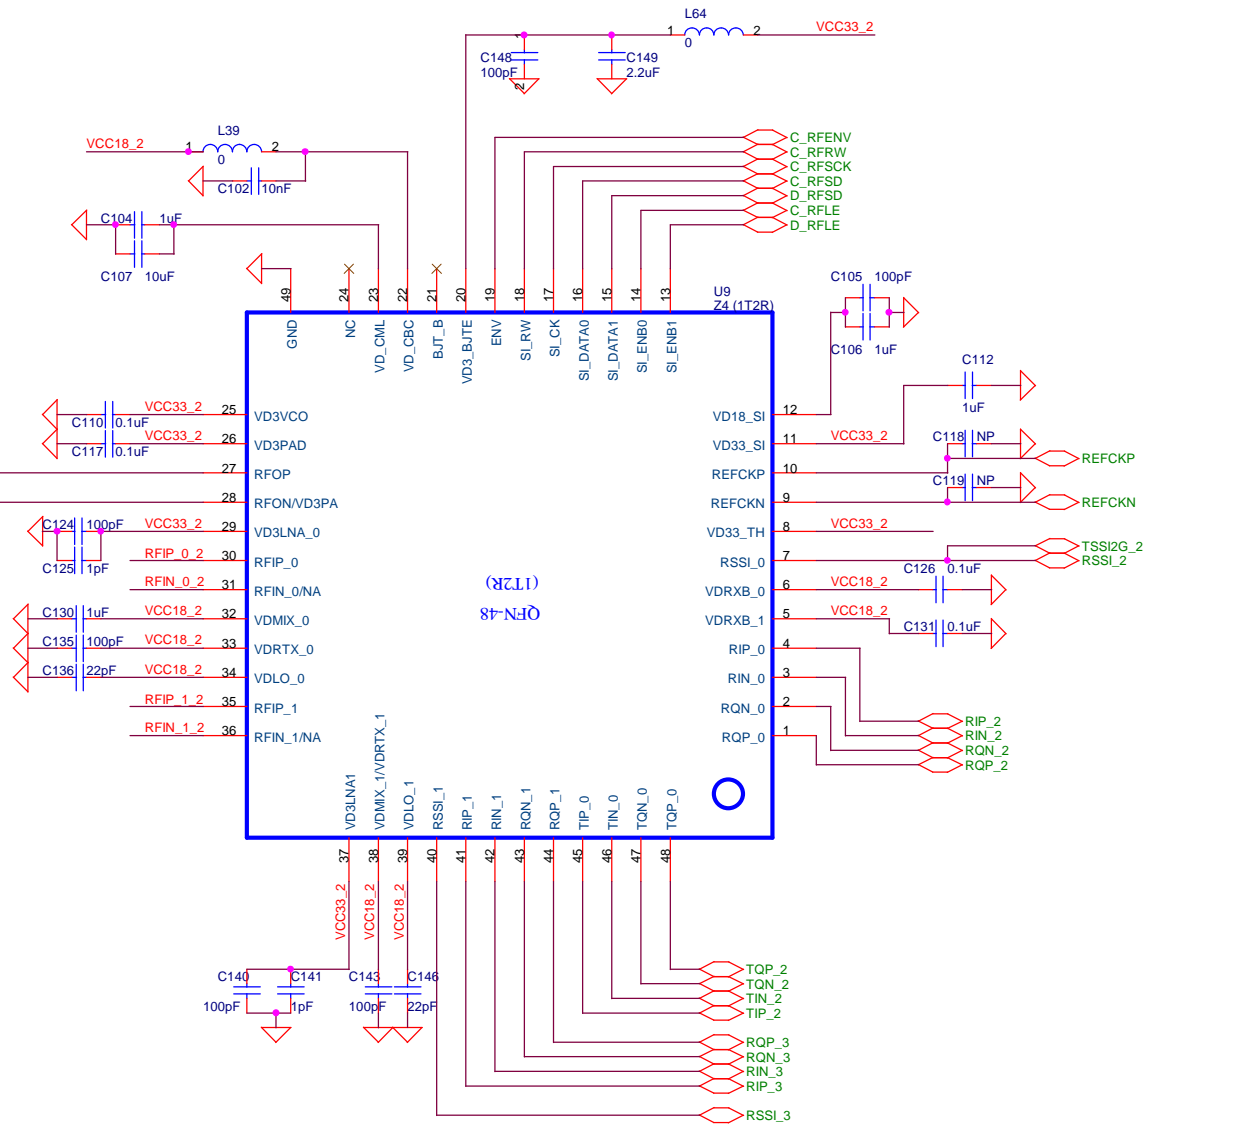 L64
1 2 VCC33_2
0
1
C148 C149
100pF 2.2uF
2
L39
VCC18_2 1 2
0
C102 10nF
C_RFENV
C_RFRW
C_RFSCK
C_RFSD
D_RFSD
C_RFLE
D_RFLE
C104 1uF
C107 10uF
49 24 23 22 21 20 19 18 17 16 15 14 13
U9
Z4 (1T2R)
GND NC VD_CML VD_CBC BJT_B VD3_BJTE ENV SI_RW SI_CK SI_DATA0 SI_DATA1 SI_ENB0 SI_ENB1
C105 100pF
C106 1uF
C112
1uF
VCC33_2 25 VD3VCO
C110 0.1uF
VCC33_2 26 VD3PAD
C117 0.1uF
27 RFOP
28 RFON/VD3PA
C124 100pF VCC33_2 29 VD3LNA_0
C125 1pF
RFIP_0_2 30 RFIP_0
RFIN_0_2 31 RFIN_0/NA
C130 1uF VCC18_2 32 VDMIX_0
C135 100pF VCC18_2 33 VDRTX_0
C136 22pF VCC18_2 34 VDLO_0
RFIP_1_2 35 RFIP_1
RFIN_1_2 36 RFIN_1/NA
(1T2R)
QFN-48
VD18_SI 12
VD33_SI 11 VCC33_2
C118 NP
REFCKP 10 REFCKP
C119 NP
REFCKN 9 REFCKN
VD33_TH 8 VCC33_2
TSSI2G_2
RSSI_0 7 RSSI_2
C126 0.1uF
VDRXB_0 6 VCC18_2
VDRXB_1 5 VCC18_2
C131 0.1uF
RIP_0 4
RIN_0 3
RQN_0 2
RQP_0 1
RIP_2
RIN_2
RQN_2
RQP_2
VD3LNA1 VDMIX_1/VDRTX_1 VDLO_1 RSSI_1 RIP_1 RIN_1 RQN_1 RQP_1 TIP_0 TIN_0 TQN_0 TQP_0
37 38 39 40 41 42 43 44 45 46 47 48
VCC33_2 VCC18_2 VCC18_2
C140 C141 C143 C146
100pF 1pF 100pF 22pF
TQP_2
TQN_2
TIN_2
TIP_2
RQP_3
RQN_3
RIN_3
RIP_3
RSSI_3